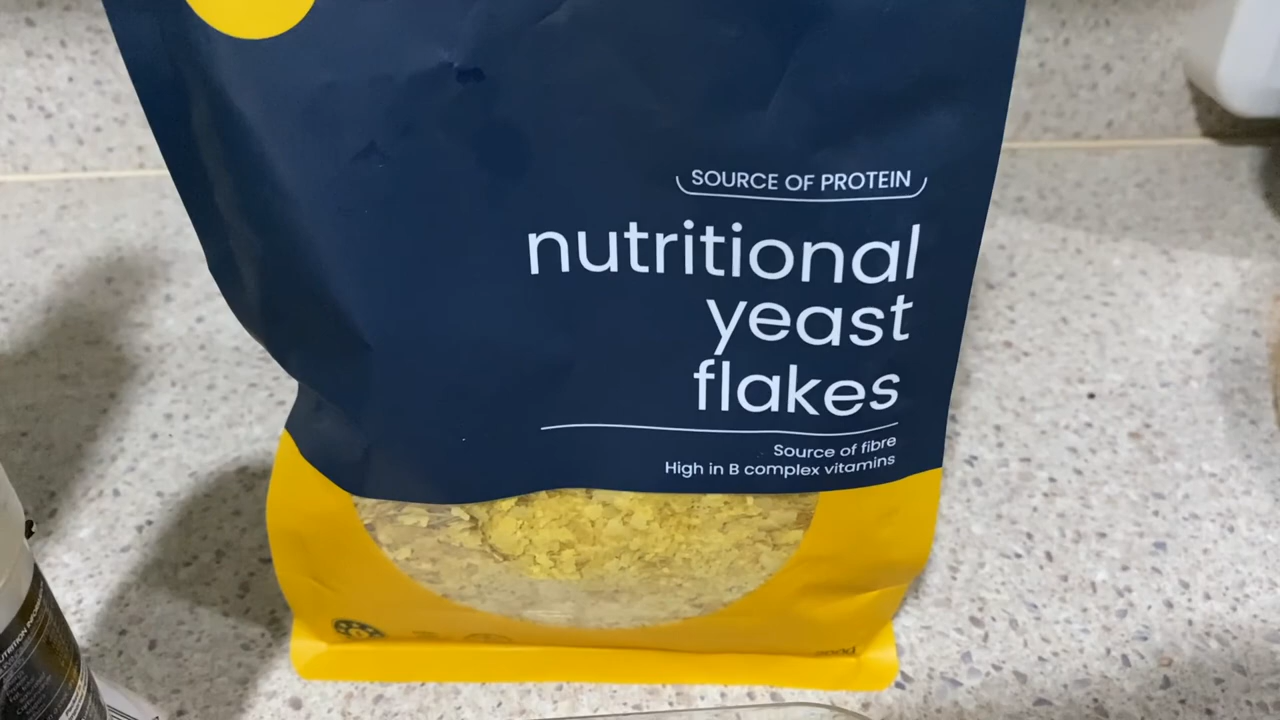 SOURCE OF PROTEIN
nutritional
yeast
flakes
Source of fibre
High in B complex vitamins